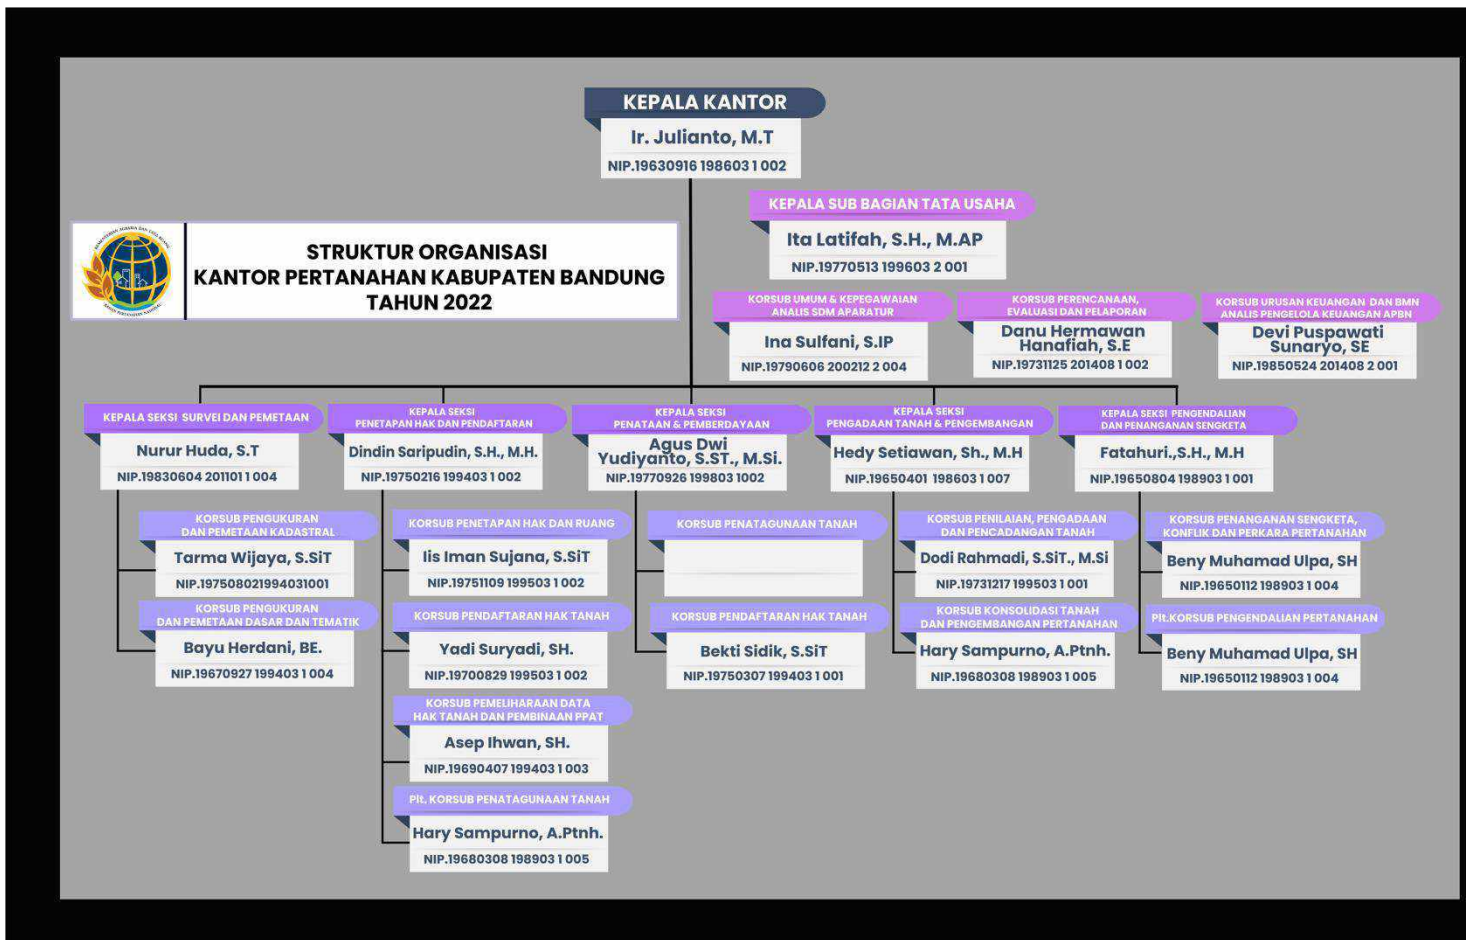 KEPALA KANTOR
Ir. Julianto, M.T
NIP.19630916 198603 1 002
KEPALA SUB BAGIAN TATA USAHA
Ita Latifah, S.H., M.AP
NIP.19770513 199603 2 001
STRUKTUR ORGANISASI
KANTOR PERTANAHAN KABUPATEN BANDUNG
TAHUN 2022
KORSUB UMUM & KEPEGAWAIAN
ANALIS SDM APARATUR
Ina Sulfani, S.IP
NIP.19790606 200212 2 004
KORSUB PERENCANAAN,
EVALUASI DAN PELAPORAN
Danu Hermawan
Hanafiah, S.E
NIP.19731125 201408 1 002
KORSUB URUSAN KEUANGAN DAN BMN
ANALIS PENGELOLA KEUANGAN APBN
Devi Puspawati
Sunaryo, SE
NIP.19850524 201408 2 001
KEPALA SEKSI SURVEI DAN PEMETAAN
Nurur Huda, S.T
NIP.19830604 201101 1 004
KORSUB PENGUKURAN
DAN PEMETAAN KADASTRAL
Tarma Wijaya, S.SiT
NIP.197508021994031001
KORSUB PENGUKURAN
DAN PEMETAAN DASAR DAN TEMATIK
Bayu Herdani, BE.
NIP.19670927 199403 1 004
KEPALA SEKSI
PENETAPAN HAK DAN PENDAFTARAN
Dindin Saripudin, S.H., M.H.
NIP.19750216 199403 1 002
KORSUB PENETAPAN HAK DAN RUANG
Iis Iman Sujana, S.SiT
NIP.19751109 199503 1 002
KORSUB PENDAFTARAN HAK TANAH
Yadi Suryadi, SH.
NIP.19700829 199503 1 002
KORSUB PEMELIHARAAN DATA
HAK TANAH DAN PEMBINAAN PPAT
Asep Ihwan, SH.
NIP.19690407 199403 1 003
Plt. KORSUB PENATAGUNAAN TANAH
Hary Sampurno, A.Ptnh.
NIP.19680308 198903 1 005
KEPALA SEKSI
PENATAAN & PEMBERDAYAAN
Agus Dwi
Yudiyanto, S.ST., M.Si.
NIP.19770926 199803 1002
KORSUB PENATAGUNAAN TANAH
KORSUB PENDAFTARAN HAK TANAH
Bekti Sidik, S.SiT
NIP.19750307 199403 1 001
KEPALA SEKSI
PENGADAAN TANAH & PENGEMBANGAN
Hedy Setiawan, Sh., M.H
NIP.19650401 198603 1 007
KORSUB PENILAIAN, PENGADAAN
DAN PENCADANGAN TANAH
Dodi Rahmadi, S.SiT., M.Si
NIP.19731217 199503 1 001
KORSUB KONSOLIDASI TANAH
DAN PENGEMBANGAN PERTANAHAN
Hary Sampurno, A.Ptnh.
NIP.19680308 198903 1 005
KEPALA SEKSI PENGENDALIAN
DAN PENANGANAN SENGKETA
Fatahuri.,S.H., M.H
NIP.19650804 198903 1 001
KORSUB PENANGANAN SENGKETA,
KONFLIK DAN PERKARA PERTANAHAN
Beny Muhamad Ulpa, SH
NIP.19650112 198903 1 004
Plt.KORSUB PENGENDALIAN PERTANAHAN
Beny Muhamad Ulpa, SH
NIP.19650112 198903 1 004